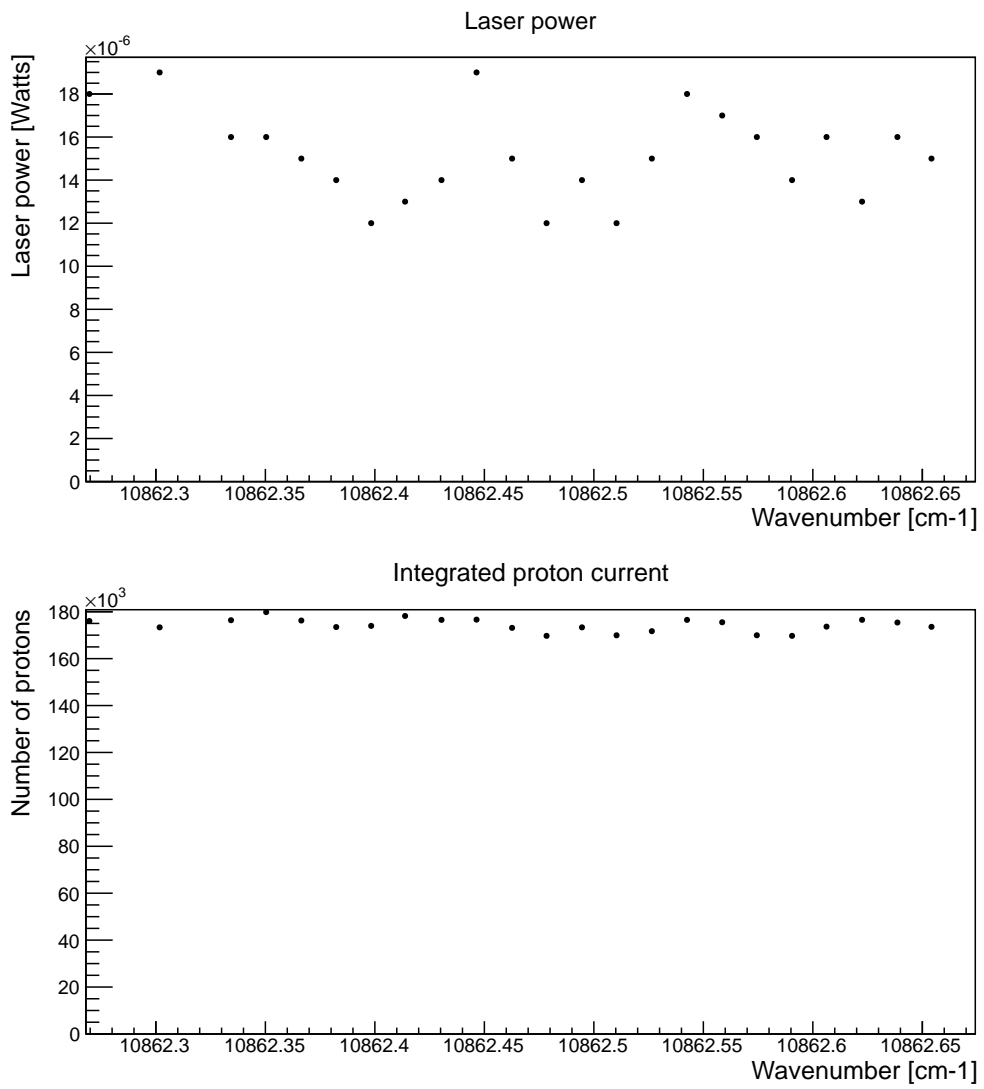 Laser power
×10-6
Laser power [Watts]
18
16
14
12
10
8
6
4
2
0
10862.3 10862.35 10862.4 10862.45 10862.5 10862.55 10862.6 10862.65
Wavenumber [cm-1]
Integrated proton current
×103
Number of protons
180
160
140
120
100
80
60
40
20
0
10862.3 10862.35 10862.4 10862.45 10862.5 10862.55 10862.6 10862.65
Wavenumber [cm-1]